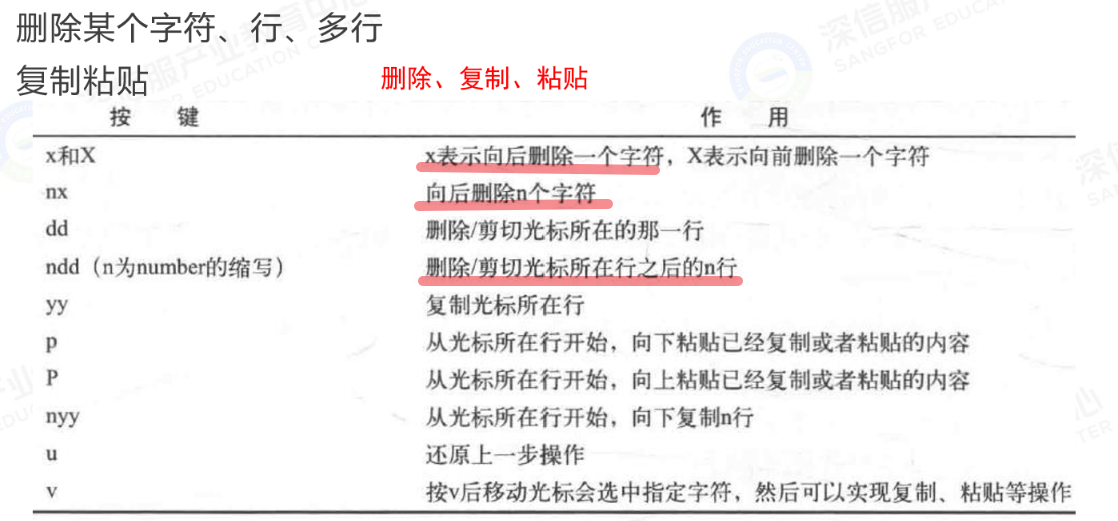 删除某个字符、行、多行
复制粘贴
删除、复制、粘贴
深信服产业教育中心
SANGFOR EDUCATION CENTER
按 键 作 用
x和X x表示向后删除一个字符，X表示向前删除一个字符
nx 向后删除n个字符
dd 删除/剪切光标所在的那一行
ndd（n为number的缩写） 删除/剪切光标所在行之后的n行
yy 复制光标所在行
p 从光标所在行开始，向下粘贴已经复制或者粘贴的内容
P 从光标所在行开始，向上粘贴已经复制或者粘贴的内容
nyy 从光标所在行开始，向下复制n行
u 还原上一步操作
v 按v后移动光标会选中指定字符，然后可以实现复制、粘贴等操作